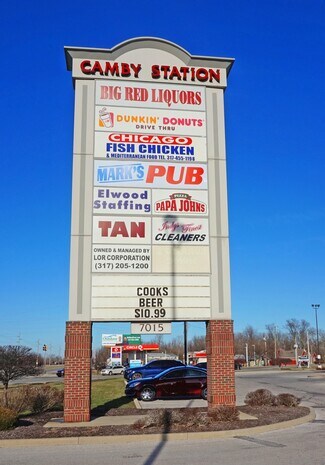 CAMBY STATION
BIG RED LIQUORS
DUNKIN' DONUTS
DRIVE THRU
CHICAGO
FISH CHICKEN
& MEDITERRANEAN FOOD TEL. 317-455-1194
MARK'S PUB
Elwood
Staffing
PIZZA
PAPA JOHNS
TAN
CLEANERS
OWNED & MANAGED BY
LOR CORPORATION
(317) 205-1200
COOKS
BEER
$10.99
7015